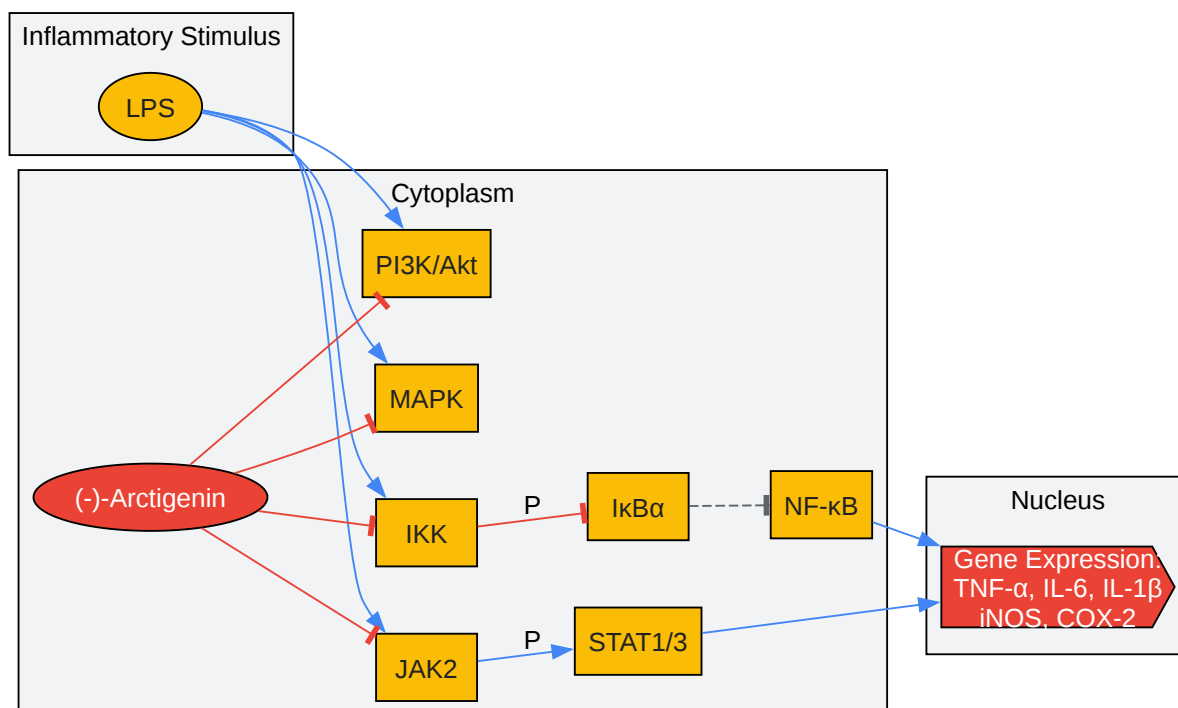 Inflammatory Stimulus
LPS
Cytoplasm
PI3K/Akt
MAPK
(-)-Arctigenin
IKK
P
IκBα
NF-κB
JAK2
P
STAT1/3
Nucleus
Gene Expression:
TNF-α, IL-6, IL-1β
iNOS, COX-2